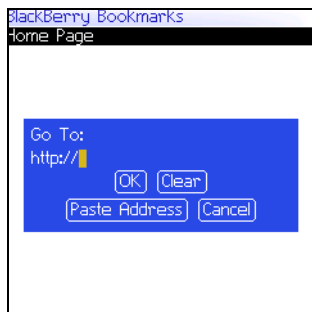 BlackBerry Bookmarks
Home Page
Go To:
http://
OK Clear
Paste Address Cancel